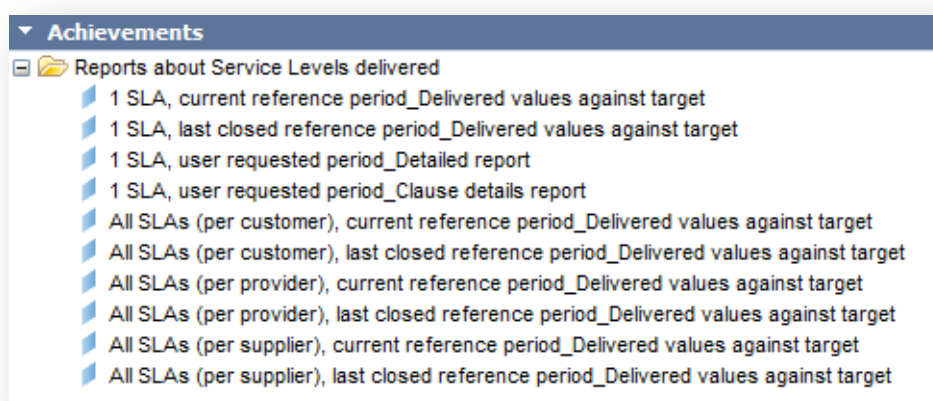 Achievements
Reports about Service Levels delivered
1 SLA, current reference period_Delivered values against target
1 SLA, last closed reference period_Delivered values against target
1 SLA, user requested period_Detailed report
1 SLA, user requested period_Clause details report
All SLAs (per customer), current reference period_Delivered values against target
All SLAs (per customer), last closed reference period_Delivered values against target
All SLAs (per provider), current reference period_Delivered values against target
All SLAs (per provider), last closed reference period_Delivered values against target
All SLAs (per supplier), current reference period_Delivered values against target
All SLAs (per supplier), last closed reference period_Delivered values against target